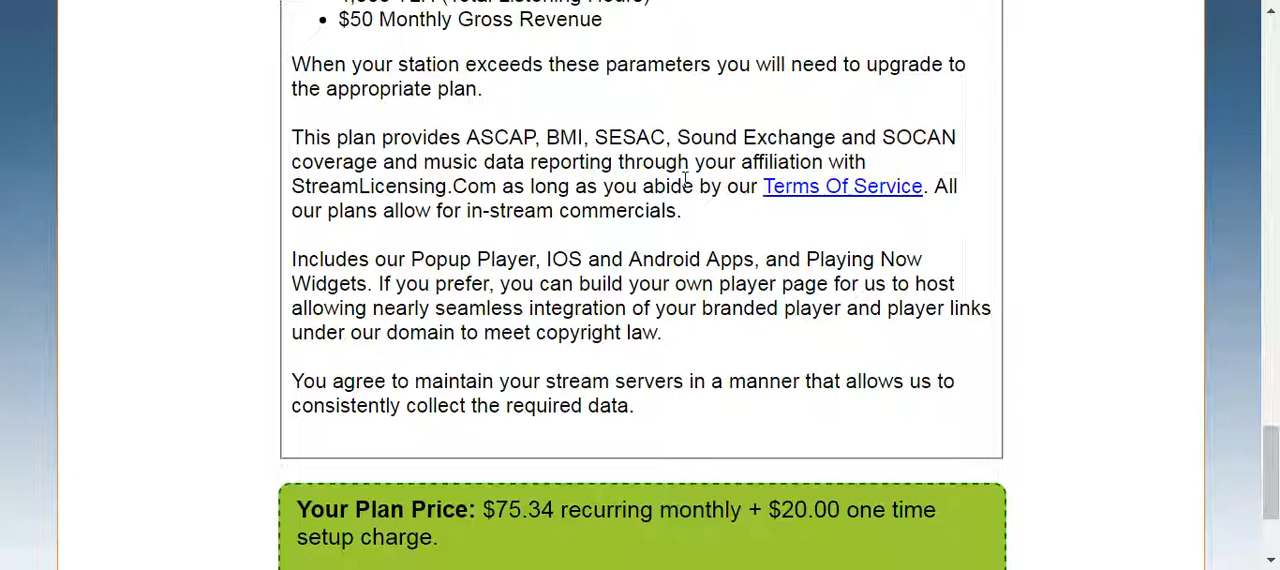 $50 Monthly Gross Revenue
When your station exceeds these parameters you will need to upgrade to
the appropriate plan.
This plan provides ASCAP, BMI, SESAC, Sound Exchange and SOCAN
coverage and music data reporting through your affiliation with
StreamLicensing.Com as long as you abide by our Terms Of Service. All
our plans allow for in-stream commercials.
Includes our Popup Player, IOS and Android Apps, and Playing Now
Widgets. If you prefer, you can build your own player page for us to host
allowing nearly seamless integration of your branded player and player links
under our domain to meet copyright law.
You agree to maintain your stream servers in a manner that allows us to
consistently collect the required data.
Your Plan Price: $75.34 recurring monthly + $20.00 one time
setup charge.